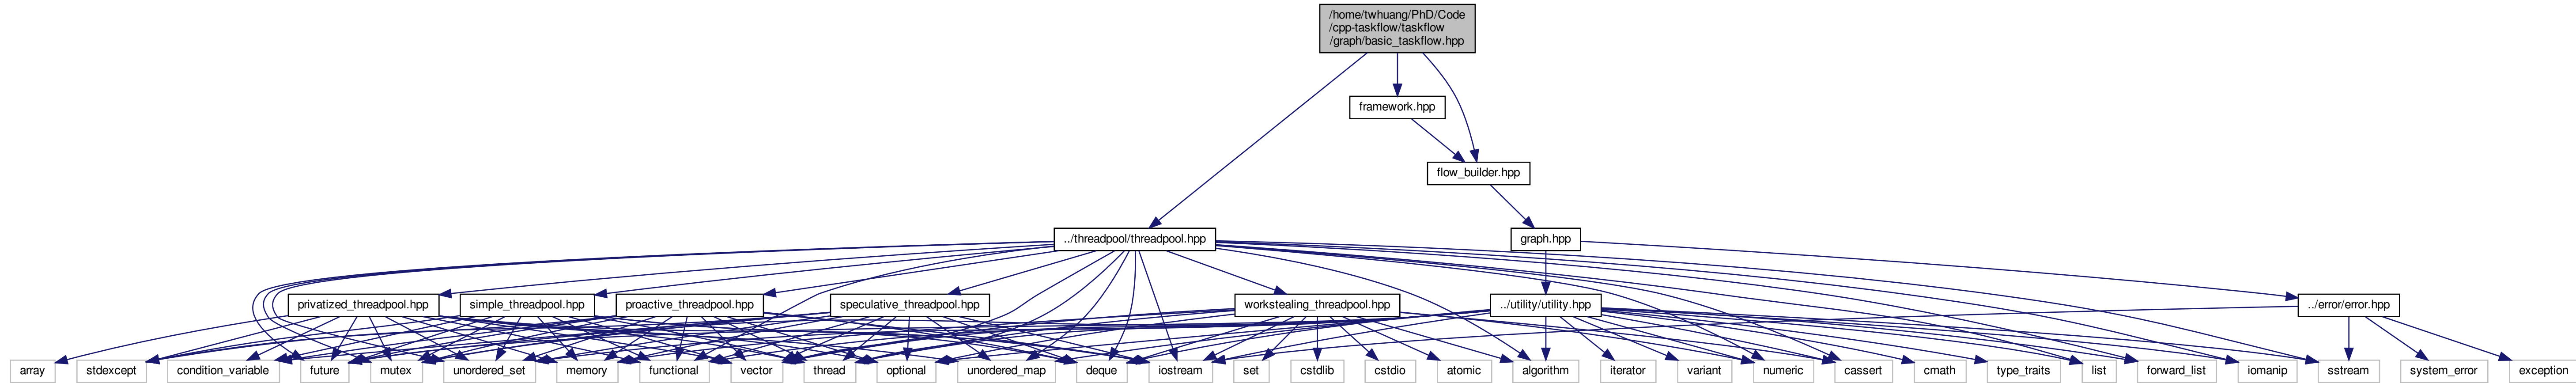 /home/twhuang/PhD/Code
/cpp-taskflow/taskflow
/graph/basic_taskflow.hpp
framework.hpp
flow_builder.hpp
../threadpool/threadpool.hpp
graph.hpp
privatized_threadpool.hpp
simple_threadpool.hpp
proactive_threadpool.hpp
speculative_threadpool.hpp
workstealing_threadpool.hpp
../utility/utility.hpp
../error/error.hpp
array
stdexcept
condition_variable
future
mutex
unordered_set
memory
functional
vector
thread
optional
unordered_map
deque
iostream
set
cstdlib
cstdio
atomic
algorithm
iterator
variant
numeric
cassert
cmath
type_traits
list
forward_list
iomanip
sstream
system_error
exception